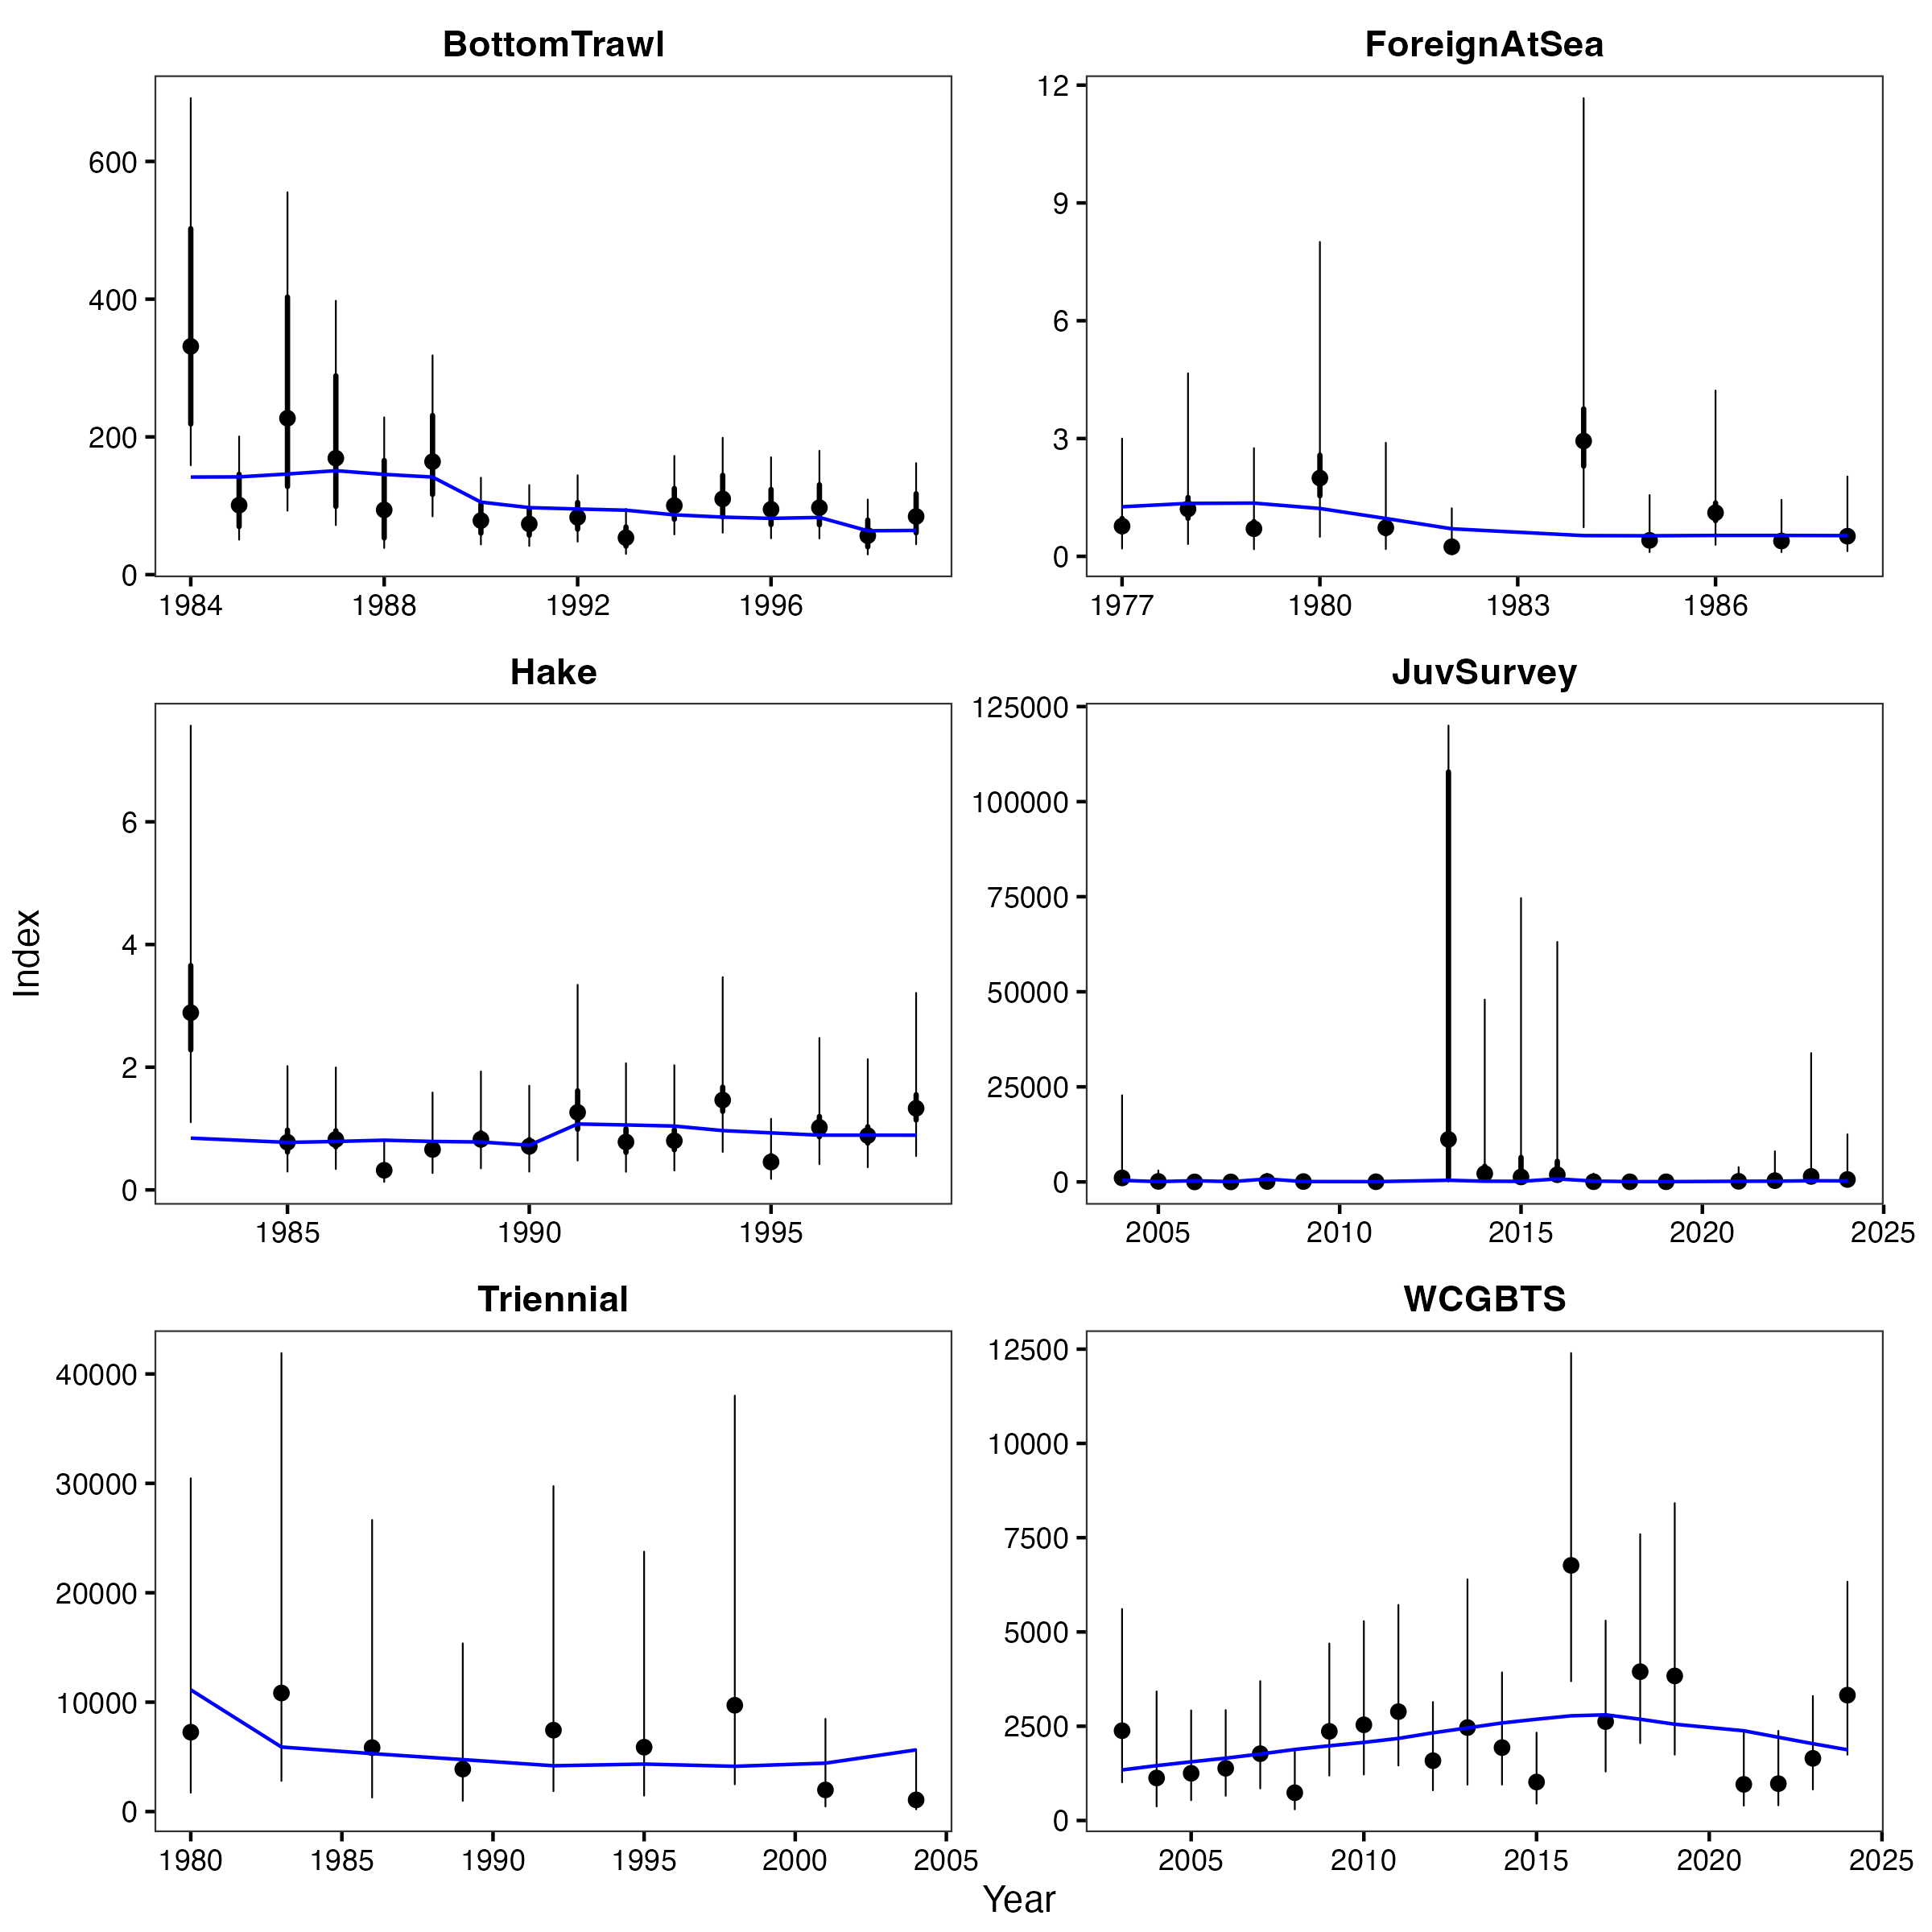 BottomTrawl
600
400
200
0
1984 1988 1992 1996
ForeignAtSea
12
9
6
3
0
1977 1980 1983 1986
Hake
6
4
2
0
1985 1990 1995
JuvSurvey
125000
100000
75000
50000
25000
0
2005 2010 2015 2020 2025
Triennial
40000
30000
20000
10000
0
1980 1985 1990 1995 2000 2005
WCGBTS
12500
10000
7500
5000
2500
0
2005 2010 2015 2020 2025
Index
Year